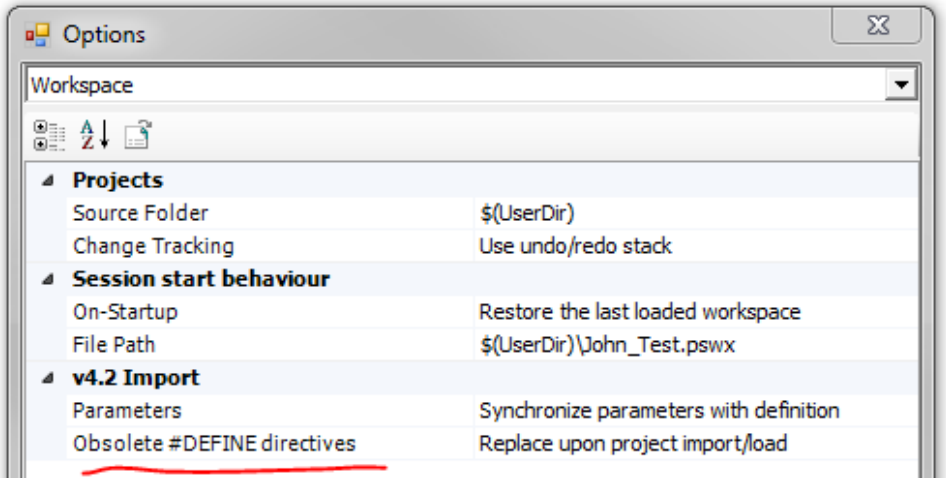 Options
Workspace
Projects
Source Folder $(UserDir)
Change Tracking Use undo/redo stack
Session start behaviour
On-Startup Restore the last loaded workspace
File Path $(UserDir)\John_Test.pswx
v4.2 Import
Parameters Synchronize parameters with definition
Obsolete #DEFINE directives Replace upon project import/load